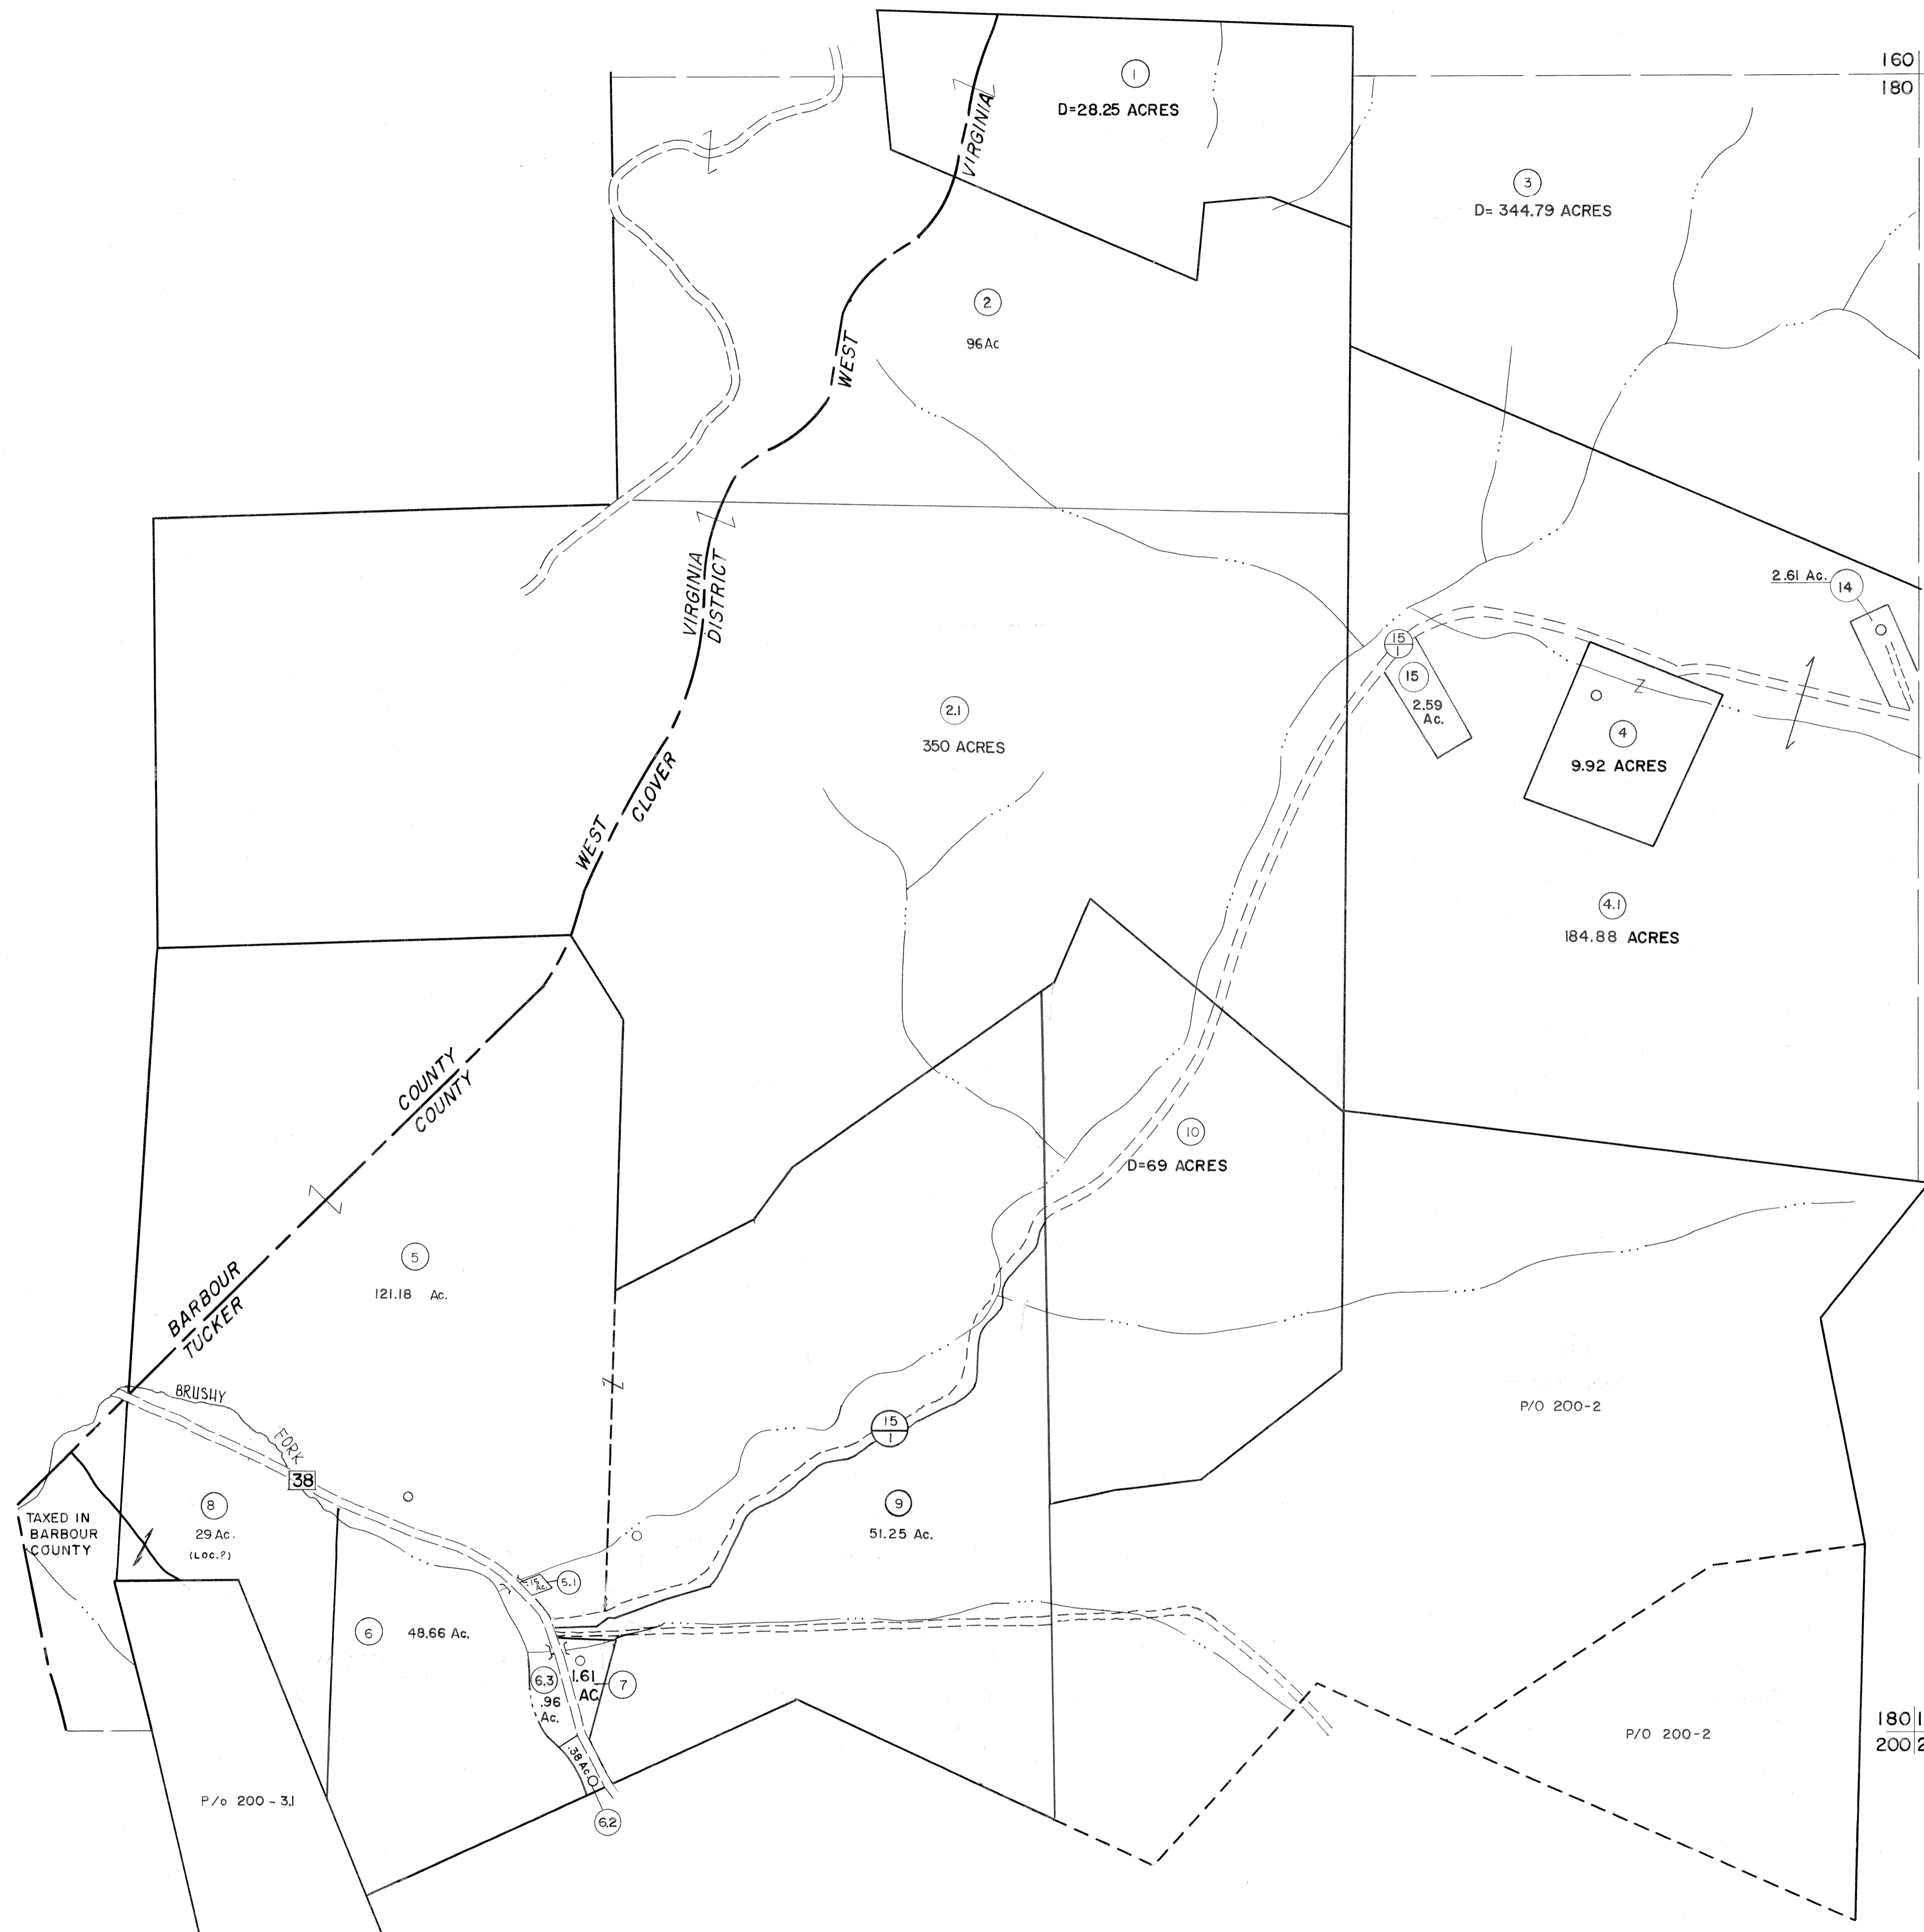 160
180
1
D=28.25 ACRES
VIRGINIA
3
D= 344.79 ACRES
2
96Ac
WEST
VIRGINIA
DISTRICT
2.61 Ac.
14
15
1
15
2.59
Ac.
4
9.92 ACRES
2.1
350 ACRES
WEST
CLOVER
4.1
184.88 ACRES
COUNTY
COUNTY
10
D=69 ACRES
5
121.18 Ac.
BARBOUR
TUCKER
BRUSHY
FORK
38
15
1
P/O 200-2
TAXED IN
BARBOUR
COUNTY
8
29 Ac.
(LOC.?)
9
51.25 Ac.
.15
Ac.
5.1
6
48.66 Ac.
6.3
.96
Ac.
1.61
AC
7
.38 Ac
6.2
P/o 200-3.1
P/O 200-2
180 1
200 2